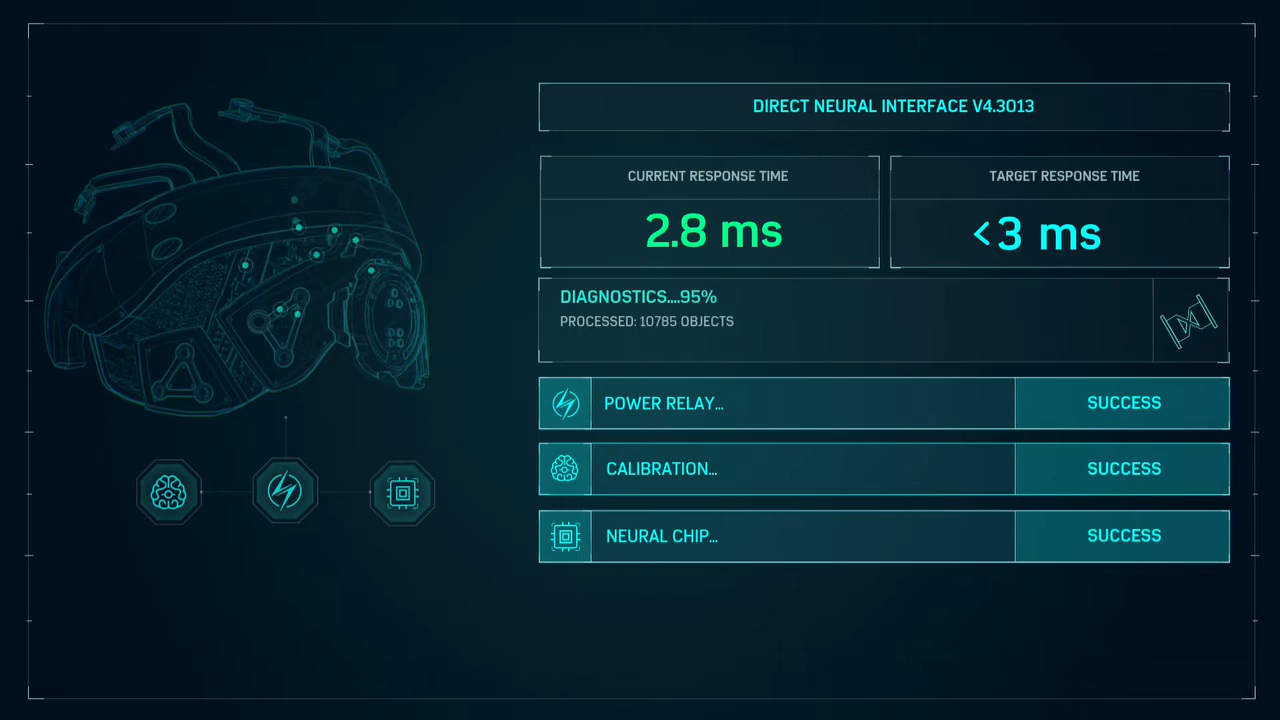 DIRECT NEURAL INTERFACE V4.3013
CURRENT RESPONSE TIME
2.8 ms
TARGET RESPONSE TIME
<3 ms
DIAGNOSTICS....95%
PROCESSED: 10785 OBJECTS
POWER RELAY...
SUCCESS
CALIBRATION...
SUCCESS
NEURAL CHIP...
SUCCESS